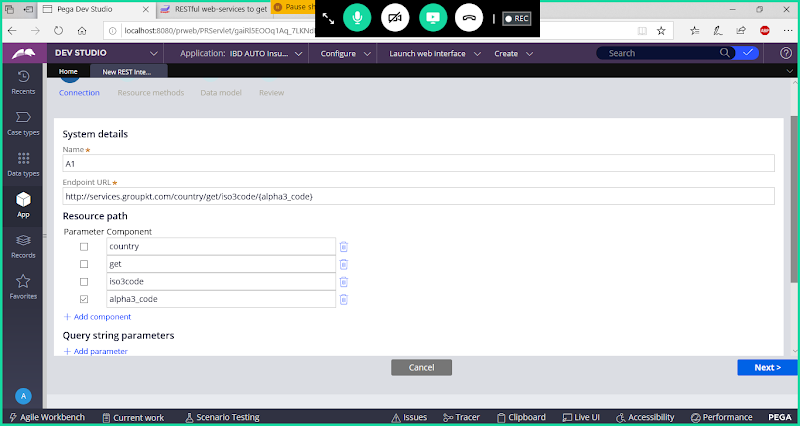 Pega Dev Studio
RESTful web-services to get
Pause sh
REC
localhost:8080/prweb/PRServlet/gaiRl5EOOq1Aq_7LKNdI
ABP
DEV STUDIO
Application: IBD AUTO Insu...
Configure
Launch web interface
Create
Search
Home
New REST Inte...
Recents
Case types
Data types
App
Records
Favorites
A
Connection
Resource methods
Data model
Review
System details
Name ★
A1
Endpoint URL ★
http://services.groupkt.com/country/get/iso3code/{alpha3_code}
Resource path
Parameter Component
country
get
iso3code
alpha3_code
+ Add component
Query string parameters
+ Add parameter
Cancel
Next >
Agile Workbench
Current work
Scenario Testing
Issues
Tracer
Clipboard
Live UI
Accessibility
Performance
PEGA